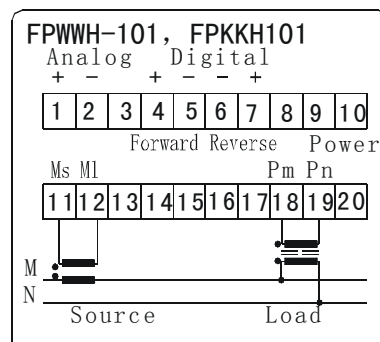 FPWWH-101, FPKKH101
Analog Digital
+ - + - - +
1 2 3 4 5 6 7 8 9 10
Forward Reverse Power
Ms Ml Pm Pn
11 12 13 14 15 16 17 18 19 20
M
N
Source Load